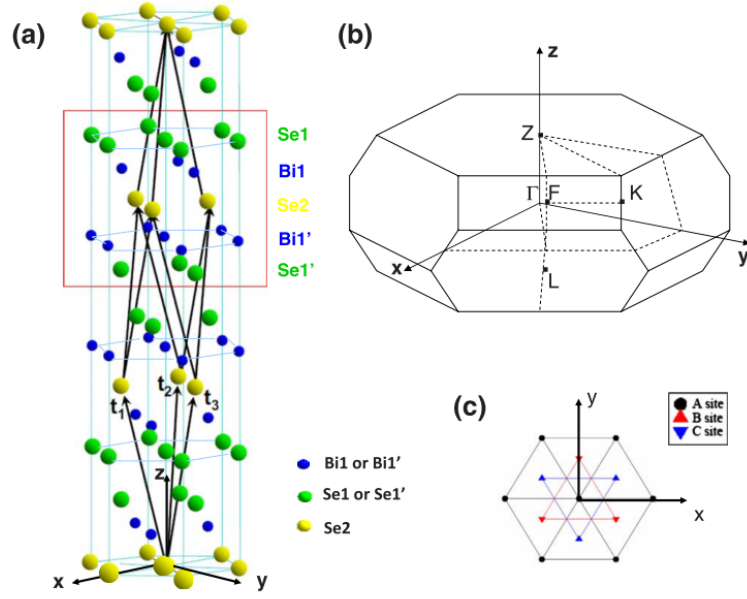 (a)
Se1
Bi1
Se2
Bi1’
Se1’
t1
t2
t3
z
x
y
Bi1 or Bi1’
Se1 or Se1’
Se2
(b)
z
Z
Γ
F
K
x
y
L
(c)
y
x
A site
B site
C site